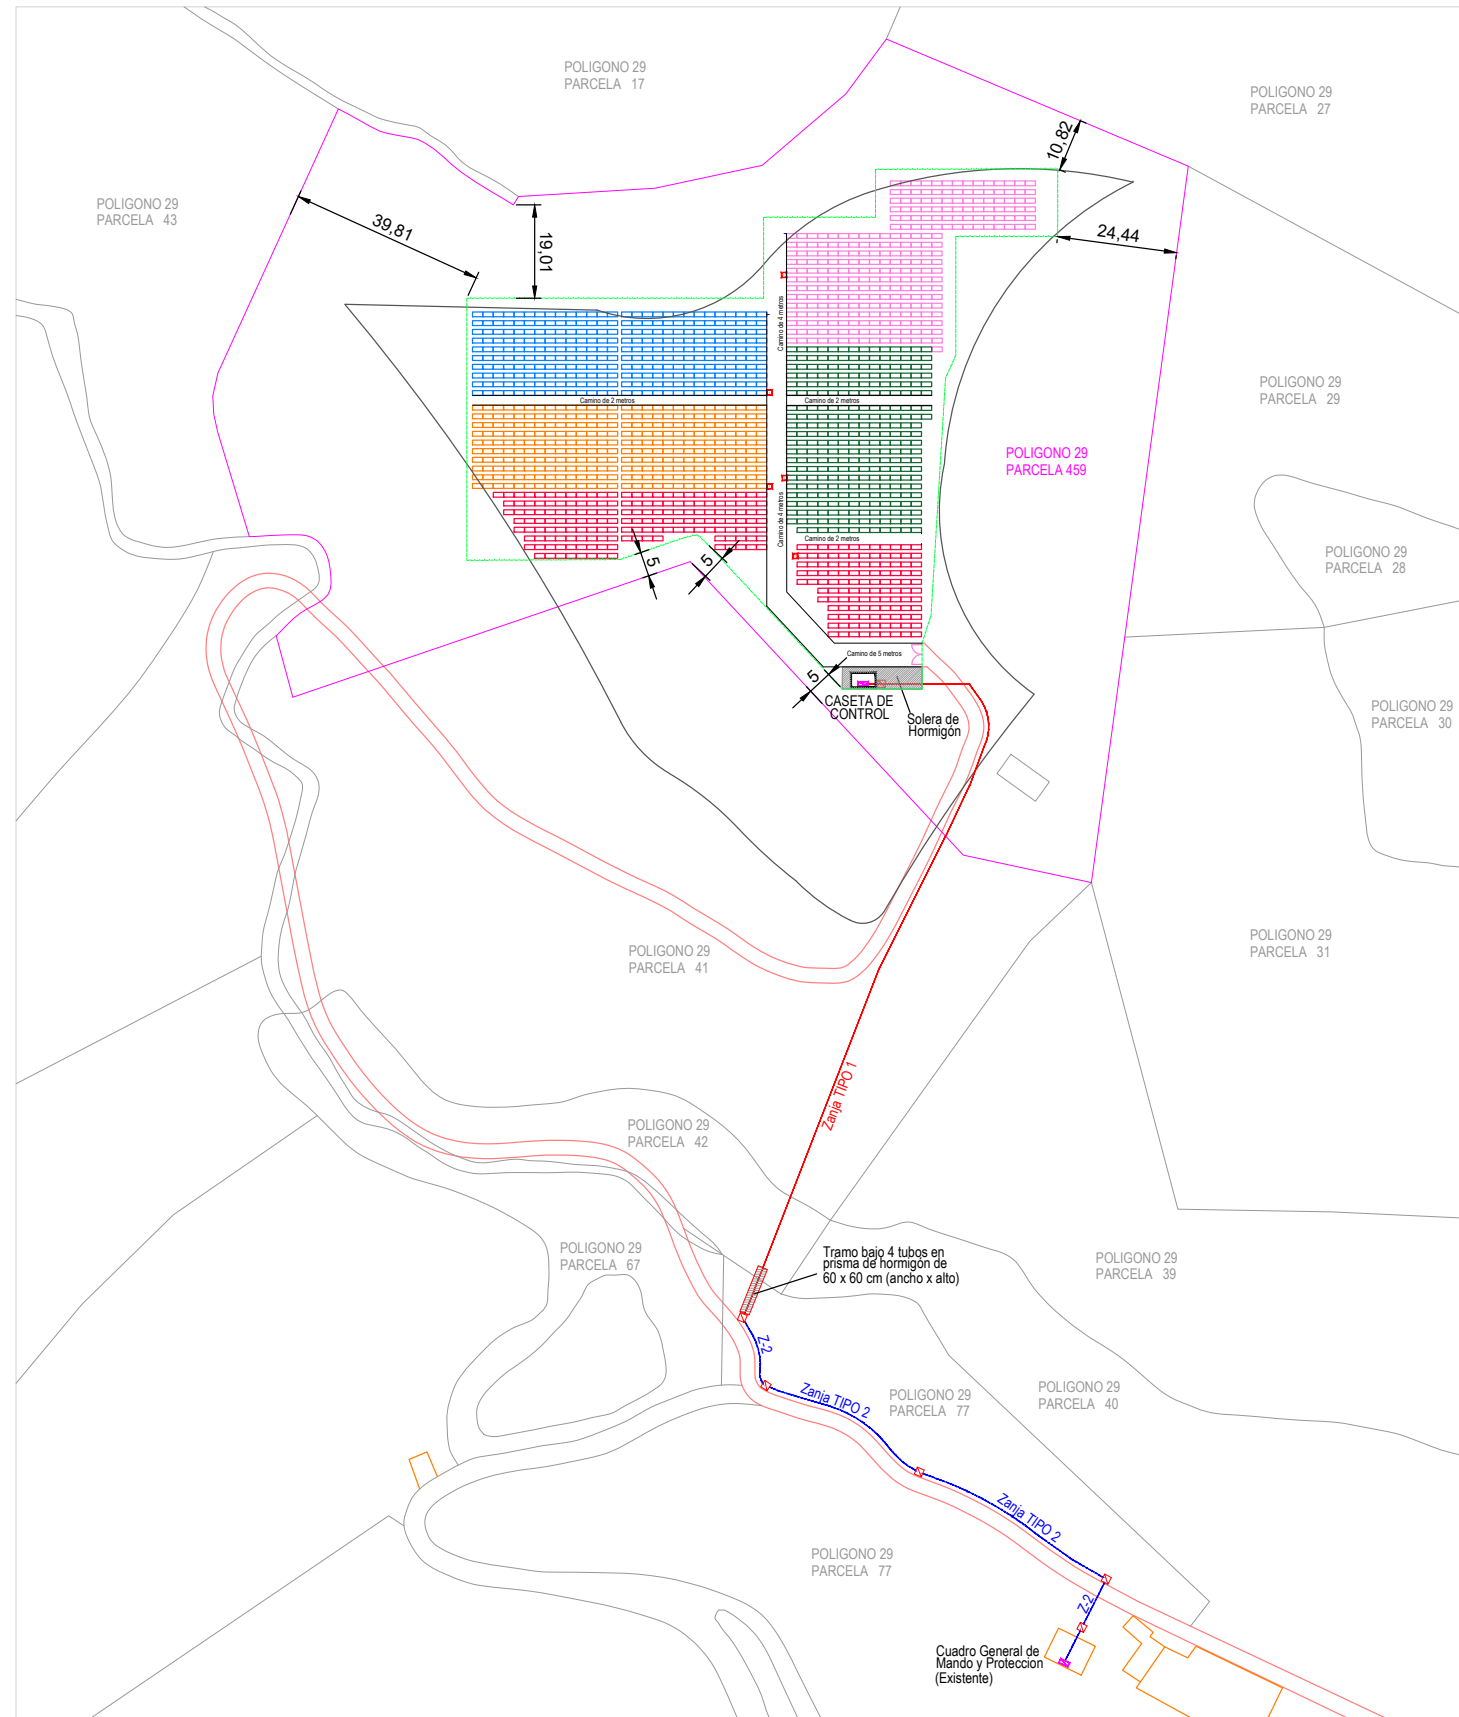 POLIGONO 29
PARCELA 17
POLIGONO 29
PARCELA 27
10,82
POLIGONO 29
PARCELA 43
39,81
19,01
24,44
Camino de 4 metros
Camino de 2 metros
Camino de 2 metros
POLIGONO 29
PARCELA 29
POLIGONO 29
PARCELA 459
Camino de 4 metros
Camino de 2 metros
5
5
POLIGONO 29
PARCELA 28
Camino de 5 metros
5
CASETA DE
CONTROL
Solera de
Hormigón
POLIGONO 29
PARCELA 30
POLIGONO 29
PARCELA 41
POLIGONO 29
PARCELA 31
Zanja TIPO 1
POLIGONO 29
PARCELA 42
POLIGONO 29
PARCELA 67
Tramo bajo 4 tubos en
prisma de hormigón de
60 x 60 cm (ancho x alto)
POLIGONO 29
PARCELA 39
Z-2
Zanja TIPO 2
POLIGONO 29
PARCELA 77
POLIGONO 29
PARCELA 40
Zanja TIPO 2
POLIGONO 29
PARCELA 77
Z-2
Cuadro General de
Mando y Proteccion
(Existente)